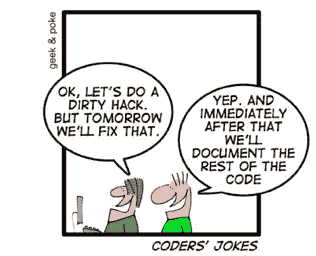 geek & poke
OK, LET'S DO A
DIRTY HACK.
BUT TOMORROW
WE'LL FIX THAT.
YEP. AND
IMMEDIATELY
AFTER THAT
WE'LL
DOCUMENT THE
REST OF THE
CODE
CODERS' JOKES